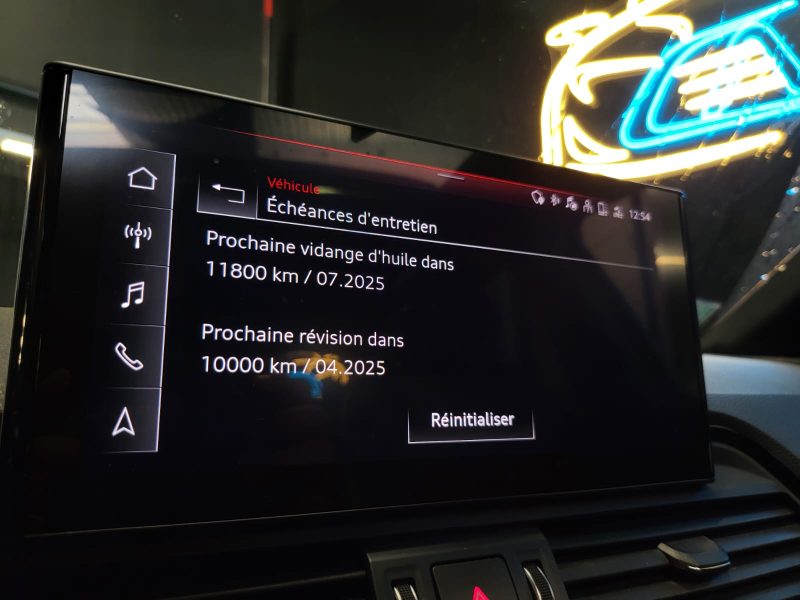 Véhicule
Échéances d'entretien
12:54
Prochaine vidange d'huile dans
11800 km / 07.2025
Prochaine révision dans
10000 km / 04.2025
Réinitialiser